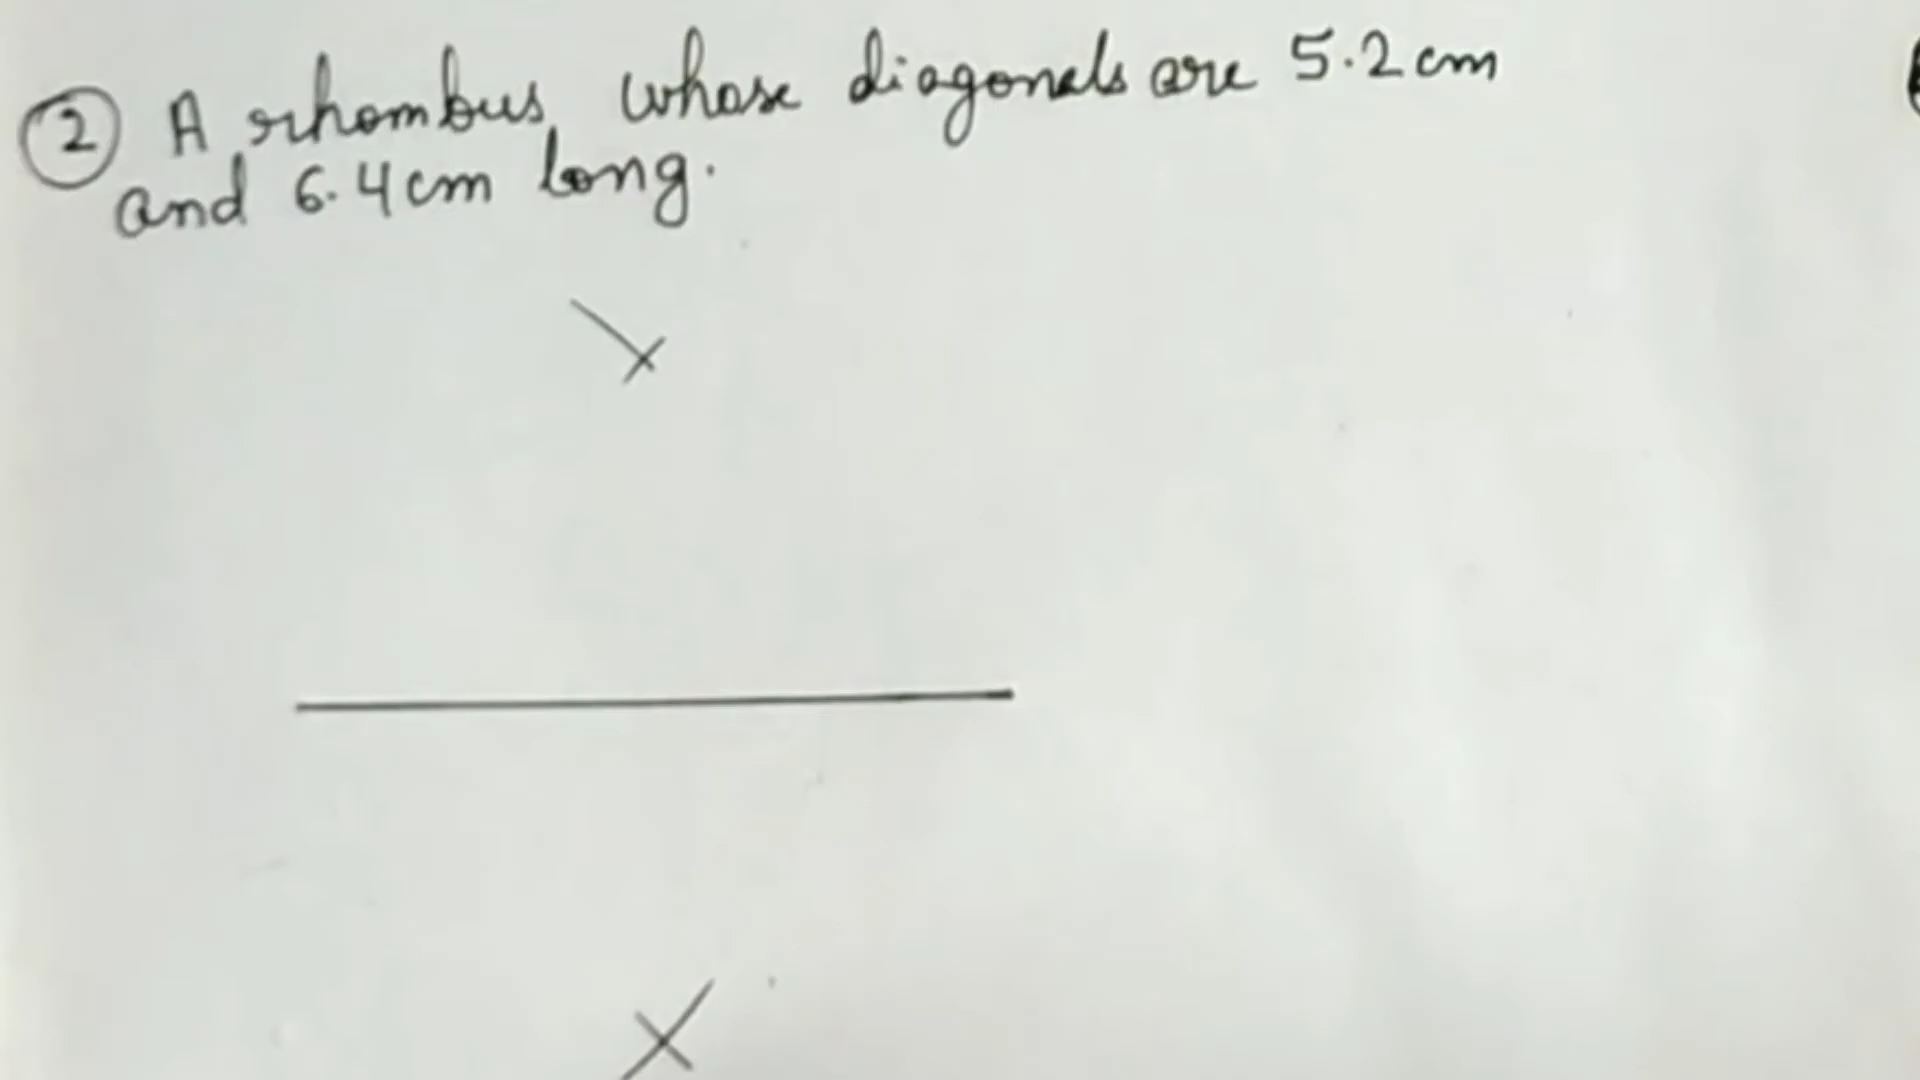 ② A rhombus, whose diagonals are 5.2 cm
and 6.4 cm long.